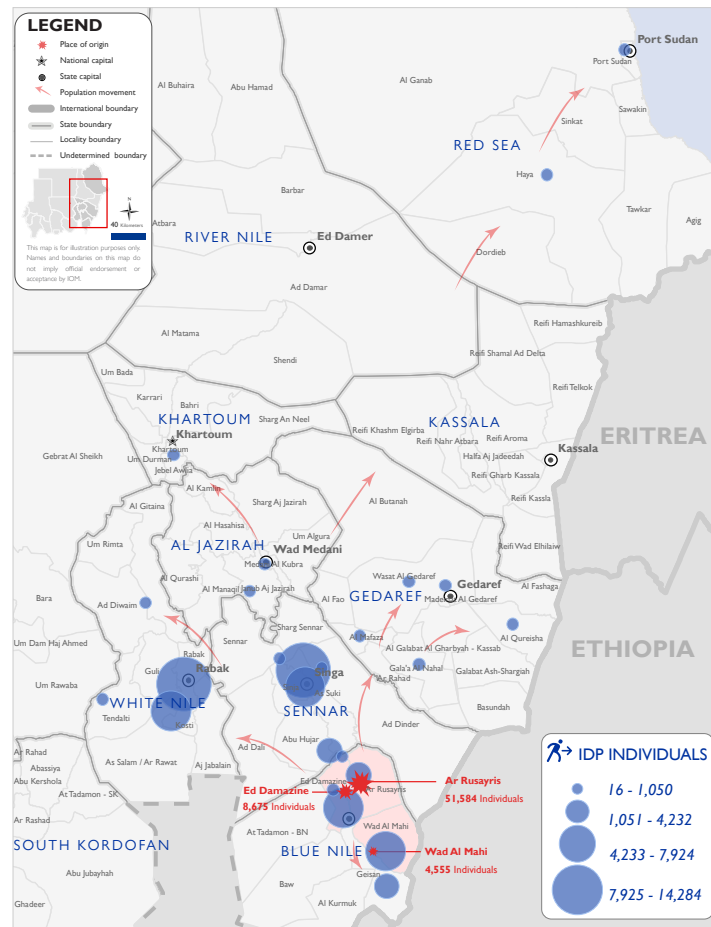 LEGEND
Place of origin
National capital
State capital
Population movement
International boundary
State boundary
Locality boundary
Undetermined boundary
N
40 Kilometers
This map is for illustration purposes only.
Names and boundaries on this map do
not imply official endorsement or
acceptance by IOM.
Port Sudan
Port Sudan
Al Ganab
Al Buhaira
Abu Hamad
Sawakin
Sinkat
RED SEA
Haya
Barbar
Tawkar
Agig
Atbara
RIVER NILE
Ed Damer
Dordieb
Ad Damar
Reifi Hamashkureib
Al Matama
Shendi
Reifi Shamal Ad Delta
Um Bada
Reifi Telkok
Karrari
Bahri
KHARTOUM
Sharg An Neel
KASSALA
Khartoum
Reifi Khashm Elgirba
Reifi Aroma
Reifi Nahr Atbara
ERITREA
Khartoum
Kassala
Gebrat Al Sheikh
Um Durman
Halfa Aj Jadeedah
Jebel Awlia
Reifi Gharb Kassala
Al Kamlin
Reifi Kassla
Al Gitaina
Sharg Aj Jazirah
Al Butanah
Al Hasahisa
Um Algura
Um Rimta
AL JAZIRAH
Wad Medani
Reifi Wad Elhilaiw
Medani Al Kubra
Al Qurashi
Wasat Al Gedaref
Gedaref
Al Fashaga
Bara
Al Manaqil
Janub Aj Jazirah
GEDAREF
Al Fao
Madeinat Al Gedaref
Ad Diwaim
Sharg Sennar
Um Dam Haj Ahmed
Sennar
Al Mafaza
Al Qureisha
ETHIOPIA
Rabak
Al Galabat Al Gharbyah - Kassab
Guli
Rabak
Gala'a Al Nahal
Galabat Ash-Shargiah
Ar Rahad
Um Rawaba
As Suki
WHITE NILE
SENNAR
Basundah
Tendalti
Kosti
Ad Dinder
Abu Hujar
Ad Dali
Ar Rahad
As Salam / Ar Rawat
Aj Jabalain
IDP INDIVIDUALS
Abassiya
Abu Kershola
Ed Damazine
Ar Rusayris
Ar Rusayris
16 - 1,050
At Tadamon - SK
Ed Damazine
51,584 Individuals
8,675 Individuals
1,051 - 4,232
Ar Rashad
At Tadamon - BN
Wad Al Mahi
SOUTH KORDOFAN
BLUE NILE
Wad Al Mahi
4,233 - 7,924
4,555 Individuals
Abu Jubayhah
Geisan
Baw
7,925 - 14,284
Ghadeer
Al Kurmuk